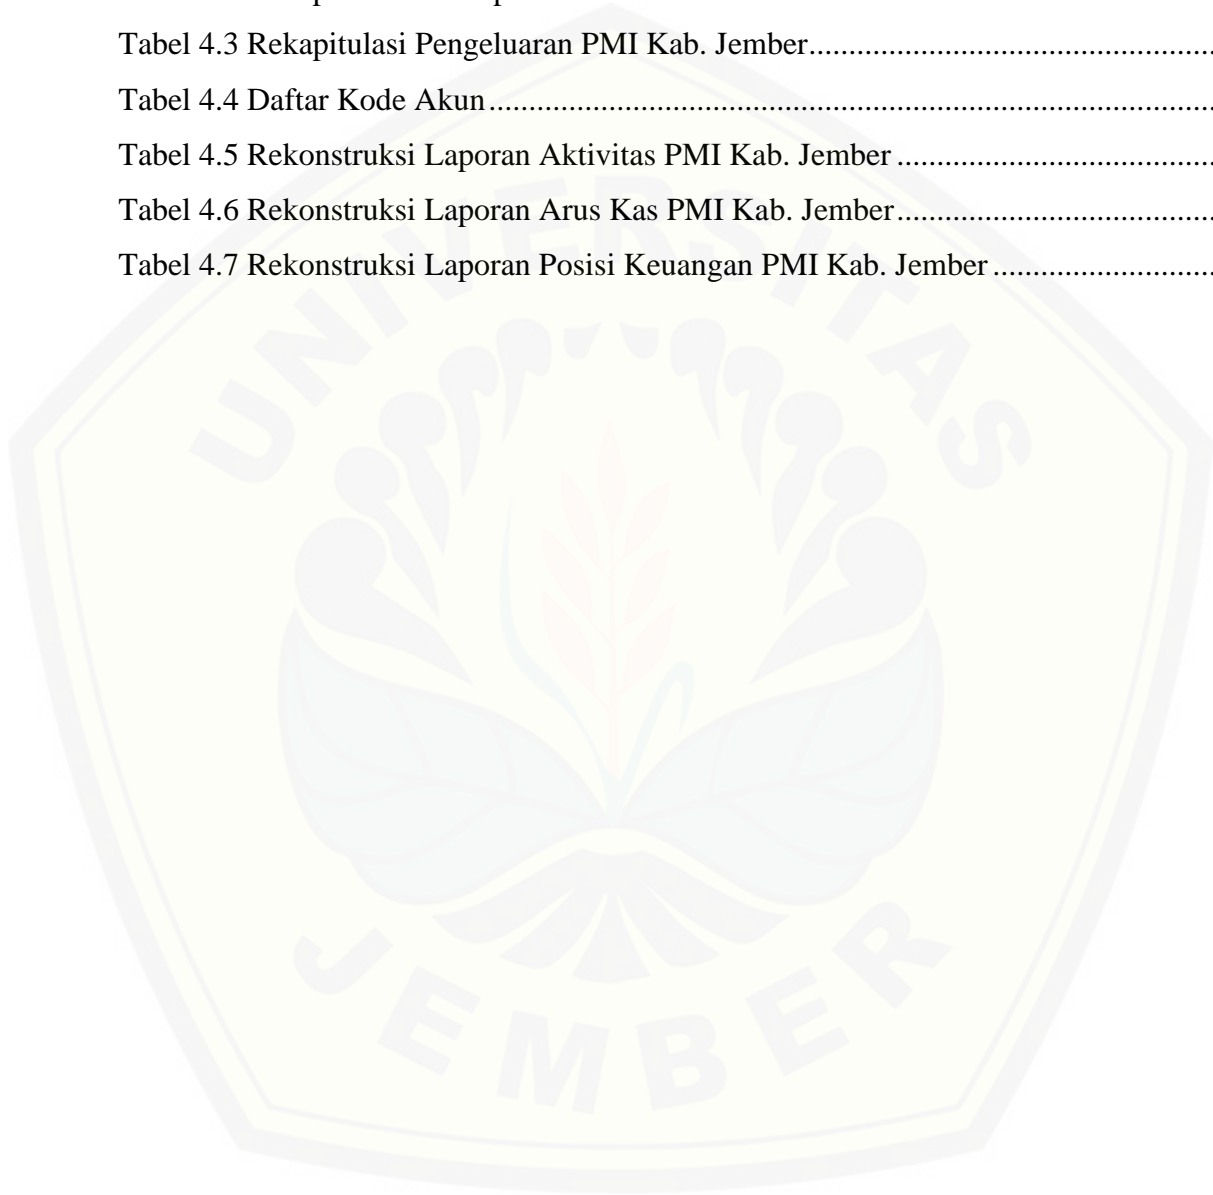 Tabel 4.3 Rekapitulasi Pengeluaran PMI Kab. Jember.......................................................
Tabel 4.4 Daftar Kode Akun................................................................................................
Tabel 4.5 Rekonstruksi Laporan Aktivitas PMI Kab. Jember ...........................................
Tabel 4.6 Rekonstruksi Laporan Arus Kas PMI Kab. Jember...........................................
Tabel 4.7 Rekonstruksi Laporan Posisi Keuangan PMI Kab. Jember ..............................
UNIVERSITAS
JEMBER